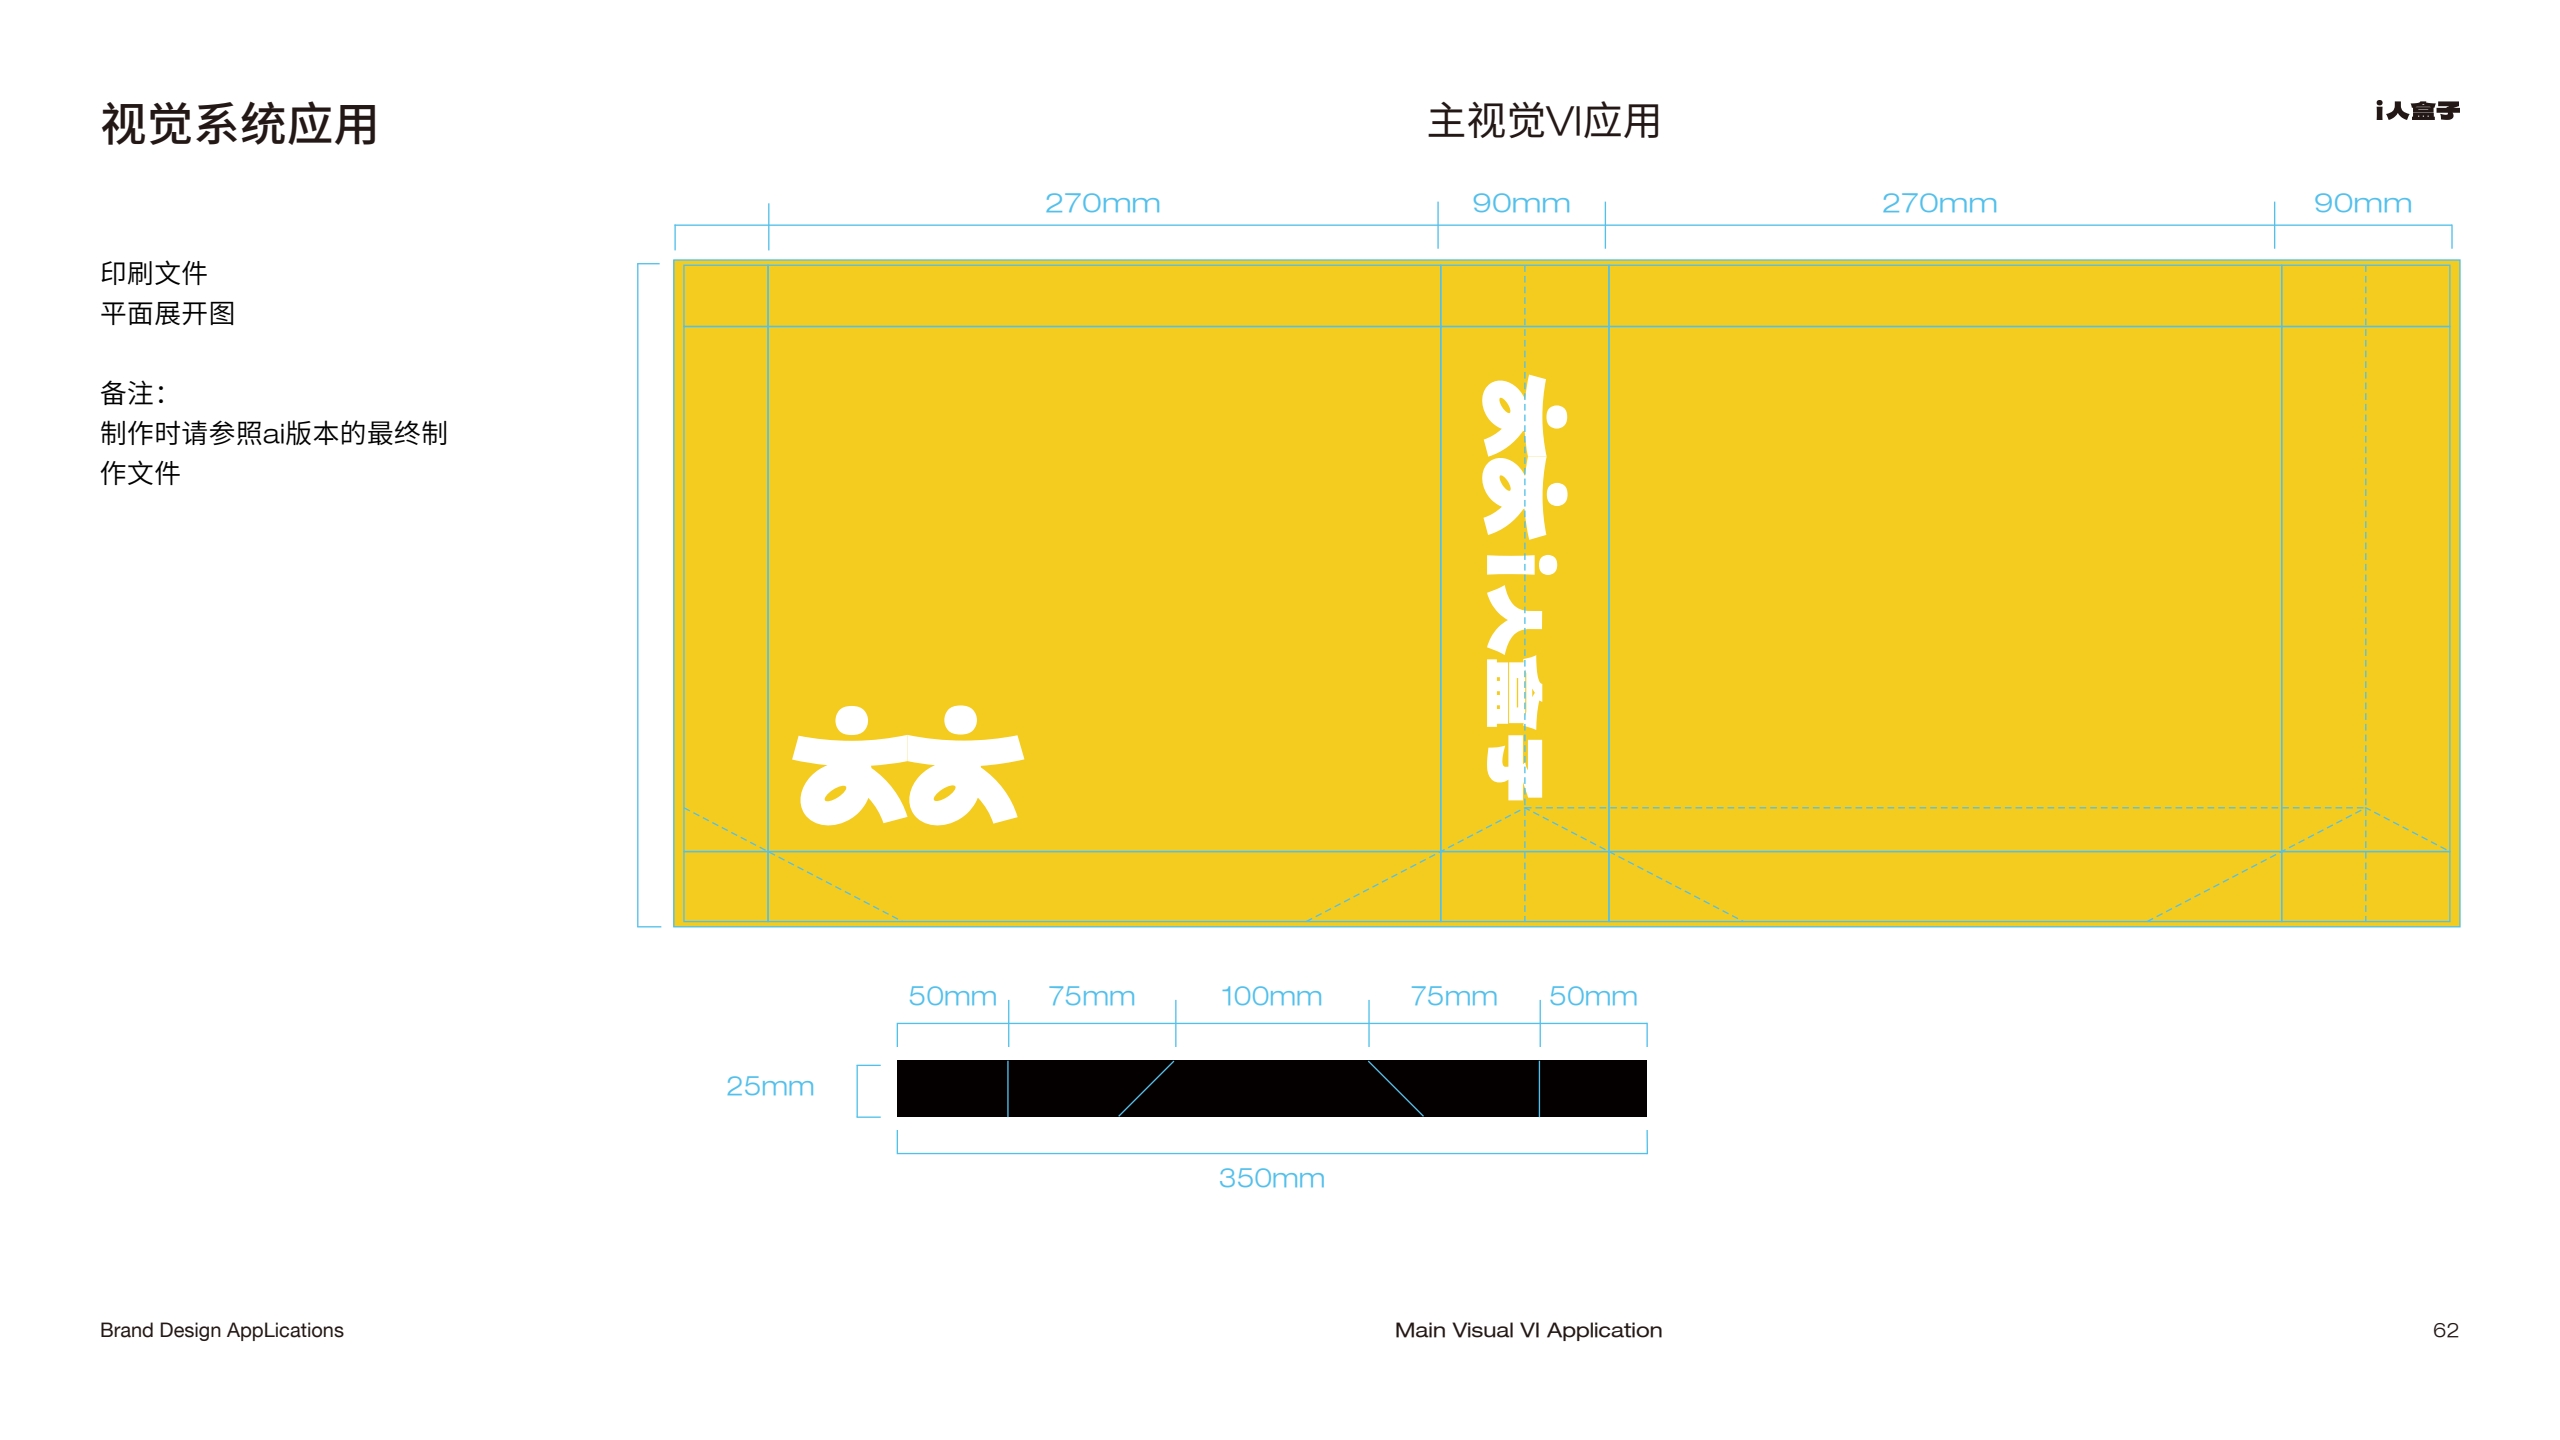 视觉系统应用
主视觉VI应用
i人盒子
印刷文件
平面展开图
备注：
制作时请参照ai版本的最终制
作文件
270mm
90mm
270mm
90mm
i人盒子
50mm
75mm
100mm
75mm
50mm
25mm
350mm
Brand Design AppLications
Main Visual VI Application
62